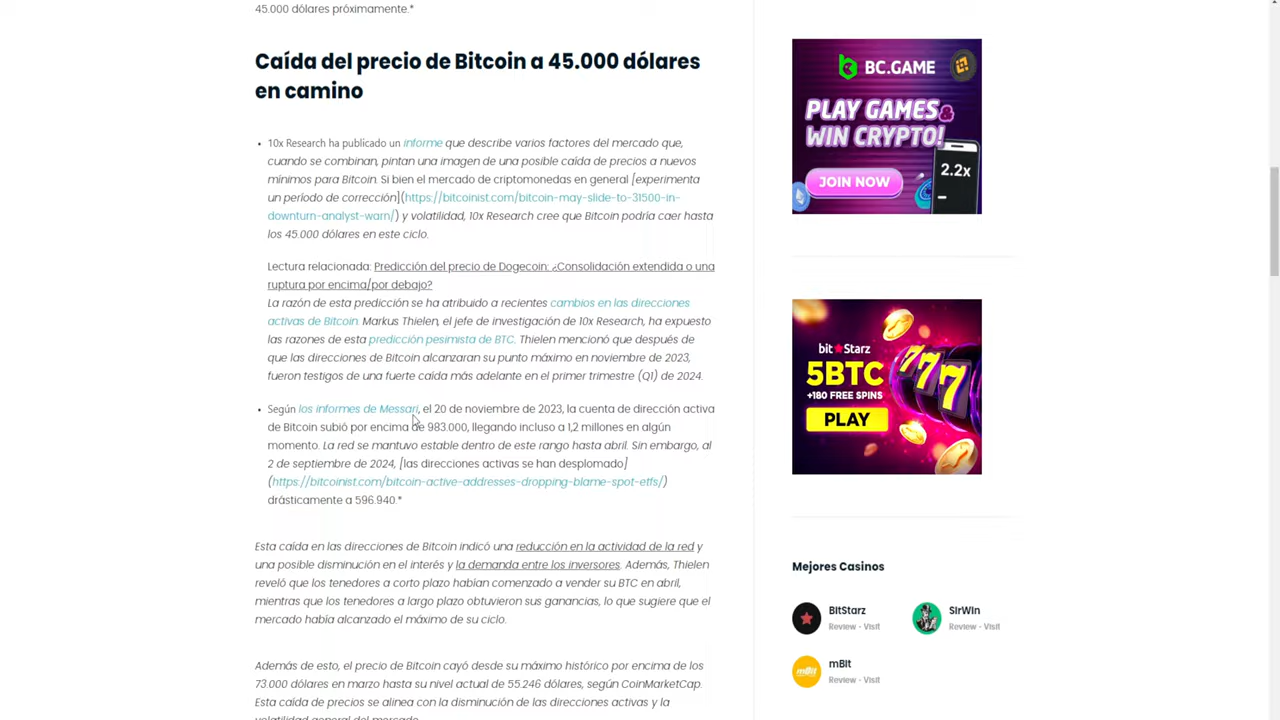 45.000 dólares próximamente.*
Caída del precio de Bitcoin a 45.000 dólares
en camino
• 10x Research ha publicado un informe que describe varios factores del mercado que,
cuando se combinan, pintan una imagen de una posible caída de precios a nuevos
mínimos para Bitcoin. Si bien el mercado de criptomonedas en general [experimenta
un período de corrección](https://bitcoinist.com/bitcoin-may-slide-to-31500-in-
downturn-analyst-warn/) y volatilidad, 10x Research cree que Bitcoin podría caer hasta
los 45.000 dólares en este ciclo.
Lectura relacionada: Predicción del precio de Dogecoin: ¿Consolidación extendida o una
ruptura por encima/por debajo?
La razón de esta predicción se ha atribuido a recientes cambios en las direcciones
activas de Bitcoin. Markus Thielen, el jefe de investigación de 10x Research, ha expuesto
las razones de esta predicción pesimista de BTC. Thielen mencionó que después de
que las direcciones de Bitcoin alcanzaran su punto máximo en noviembre de 2023,
fueron testigos de una fuerte caída más adelante en el primer trimestre (Q1) de 2024.
• Según los informes de Messari, el 20 de noviembre de 2023, la cuenta de dirección activa
de Bitcoin subió por encima de 983.000, llegando incluso a 1,2 millones en algún
momento. La red se mantuvo estable dentro de este rango hasta abril. Sin embargo, al
2 de septiembre de 2024, [las direcciones activas se han desplomado]
(https://bitcoinist.com/bitcoin-active-addresses-dropping-blame-spot-etfs/)
drásticamente a 596.940.*
Esta caída en las direcciones de Bitcoin indicó una reducción en la actividad de la red y
una posible disminución en el interés y la demanda entre los inversores. Además, Thielen
reveló que los tenedores a corto plazo habían comenzado a vender su BTC en abril,
mientras que los tenedores a largo plazo obtuvieron sus ganancias, lo que sugiere que el
mercado había alcanzado el máximo de su ciclo.
Además de esto, el precio de Bitcoin cayó desde su máximo histórico por encima de los
73.000 dólares en marzo hasta su nivel actual de 55.246 dólares, según CoinMarketCap.
Esta caída de precios se alinea con la disminución de las direcciones activas y la
volatilidad general del mercado.
BC.GAME
PLAY GAMES &
WIN CRYPTO!
JOIN NOW
2.2x
bit★Starz
5BTC
+180 FREE SPINS
PLAY
777
Mejores Casinos
BitStarz
Review - Visit
SirWin
Review - Visit
mBit
mBit
Review - Visit